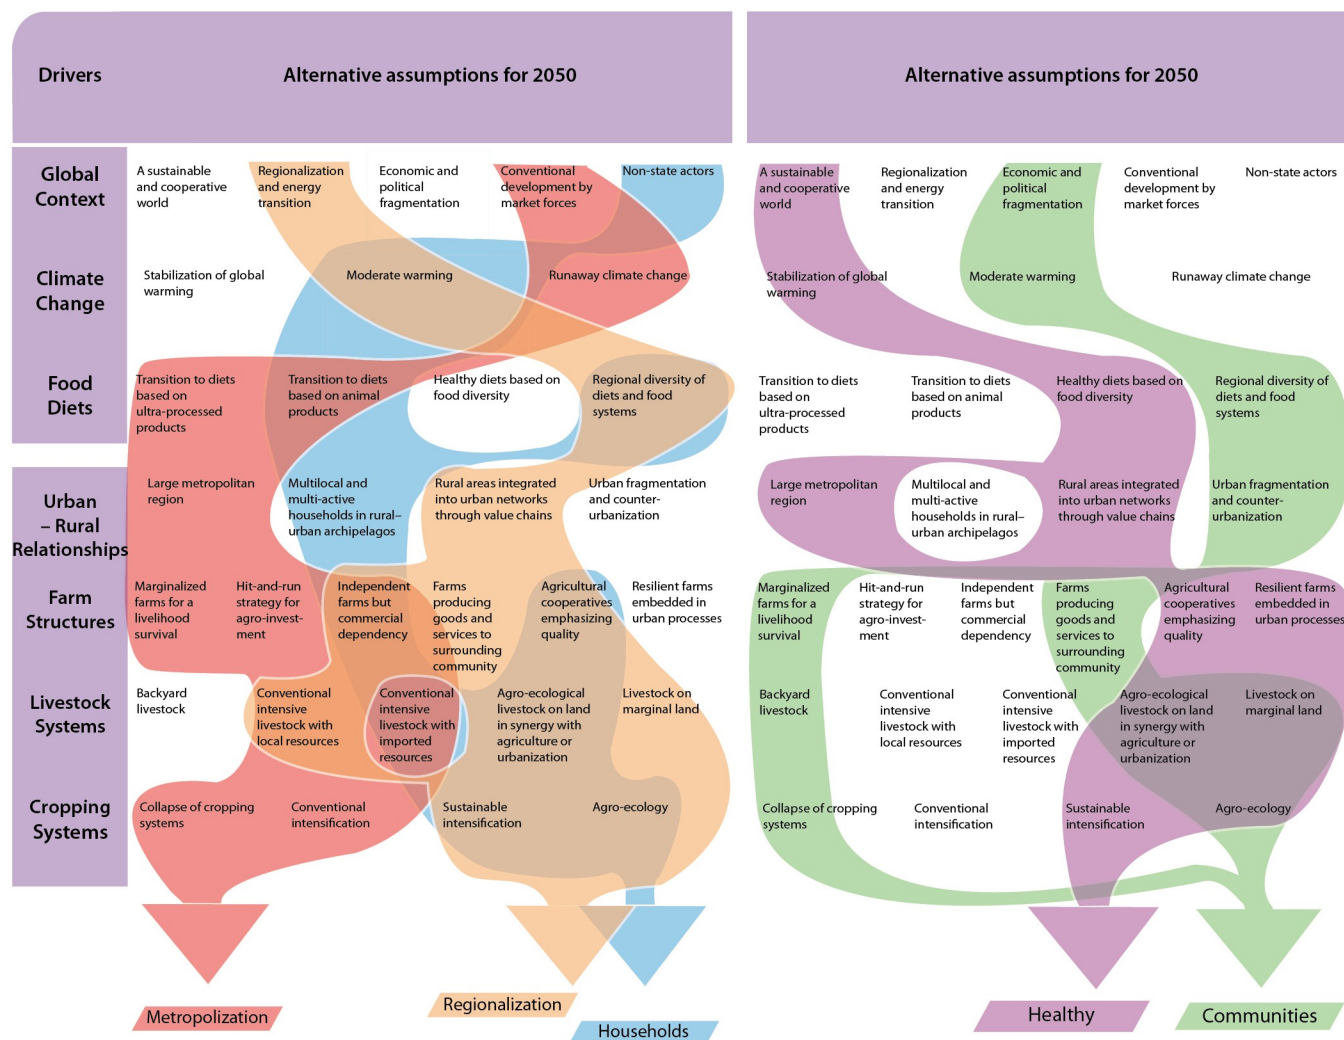 Drivers
Alternative assumptions for 2050
Alternative assumptions for 2050
Global
Context
A sustainable
and cooperative
world
Regionalization
and energy
transition
Economic and
political
fragmentation
Conventional
development by
market forces
Non-state actors
A sustainable
and cooperative
world
Regionalization
and energy
transition
Economic and
political
fragmentation
Conventional
development by
market forces
Non-state actors
Climate
Change
Stabilization of global
warming
Moderate warming
Runaway climate change
Stabilization of global
warming
Moderate warming
Runaway climate change
Food
Diets
Transition to diets
based on
ultra-processed
products
Transition to diets
based on animal
products
Healthy diets based on
food diversity
Regional diversity of
diets and food
systems
Transition to diets
based on
ultra-processed
products
Transition to diets
based on animal
products
Healthy diets based on
food diversity
Regional diversity of
diets and food
systems
Urban
– Rural
Relationships
Large metropolitan
region
Multilocal and
multi-active
households in rural–
urban archipelagos
Rural areas integrated
into urban networks
through value chains
Urban fragmentation
and counter-
urbanization
Large metropolitan
region
Multilocal and
multi-active
households in rural–
urban archipelagos
Rural areas integrated
into urban networks
through value chains
Urban fragmentation
and counter-
urbanization
Farm
Structures
Marginalized
farms for a
livelihood
survival
Hit-and-run
strategy for
agro-invest-
ment
Independent
farms but
commercial
dependency
Farms
producing
goods and
services to
surrounding
community
Agricultural
cooperatives
emphasizing
quality
Resilient farms
embedded in
urban processes
Marginalized
farms for a
livelihood
survival
Hit-and-run
strategy for
agro-invest-
ment
Independent
farms but
commercial
dependency
Farms
producing
goods and
services to
surrounding
community
Agricultural
cooperatives
emphasizing
quality
Resilient farms
embedded in
urban processes
Livestock
Systems
Backyard
livestock
Conventional
intensive
livestock with
local resources
Conventional
intensive
livestock with
imported
resources
Agro-ecological
livestock on land
in synergy with
agriculture or
urbanization
Livestock on
marginal land
Backyard
livestock
Conventional
intensive
livestock with
local resources
Conventional
intensive
livestock with
imported
resources
Agro-ecological
livestock on land
in synergy with
agriculture or
urbanization
Livestock on
marginal land
Cropping
Systems
Collapse of cropping
systems
Conventional
intensification
Sustainable
intensification
Agro-ecology
Collapse of cropping
systems
Conventional
intensification
Sustainable
intensification
Agro-ecology
Metropolization
Regionalization
Households
Healthy
Communities